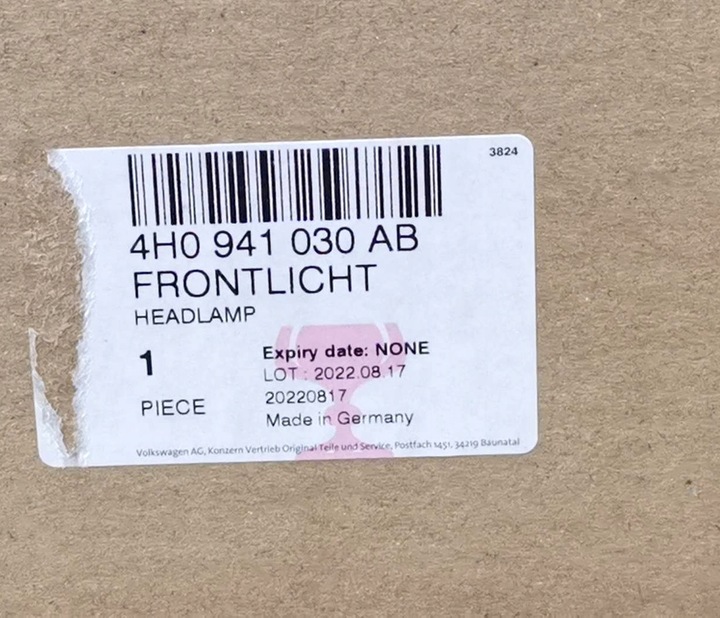 3824
4H0 941 030 AB
FRONTLICHT
HEADLAMP
1
PIECE
Expiry date: NONE
LOT : 2022.08.17
20220817
Made in Germany
Volkswagen AG, Konzern Vertrieb Original Teile und Service, Postfach 1451, 34219 Baunatal